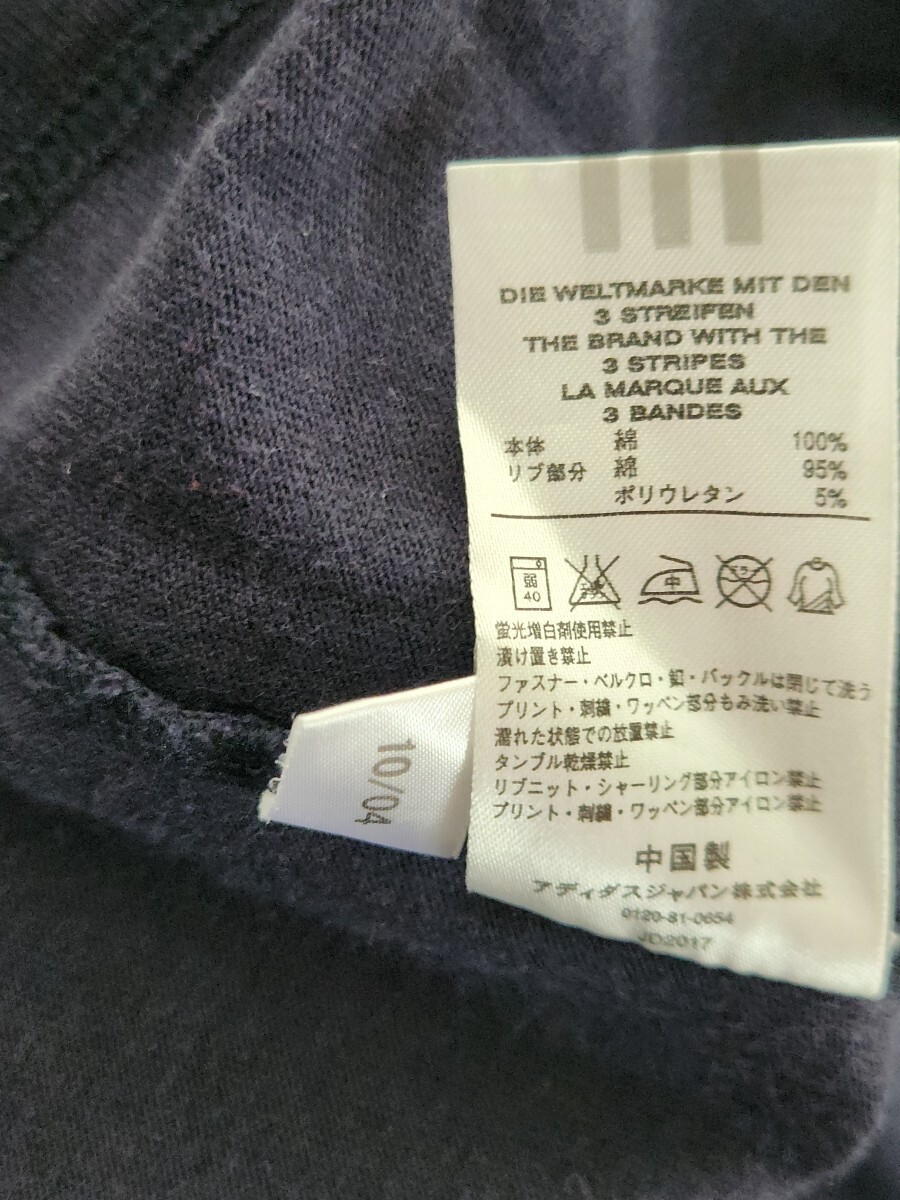 DIE WELTMARKE MIT DEN
3 STREIFEN
THE BRAND WITH THE
3 STRIPES
LA MARQUE AUX
3 BANDES
本体 綿 100%
リブ部分 綿 95%
ポリウレタン 5%
弱
40
中
蛍光増白剤使用禁止
漬け置き禁止
ファスナー・ベルクロ・釦・バックルは閉じて洗う
プリント・刺繍・ワッペン部分もみ洗い禁止
濡れた状態での放置禁止
タンブル乾燥禁止
リブニット・シャーリング部分アイロン禁止
プリント・刺繍・ワッペン部分アイロン禁止
中国製
アディダスジャパン株式会社
0120-81-0654
JD2017
10/04